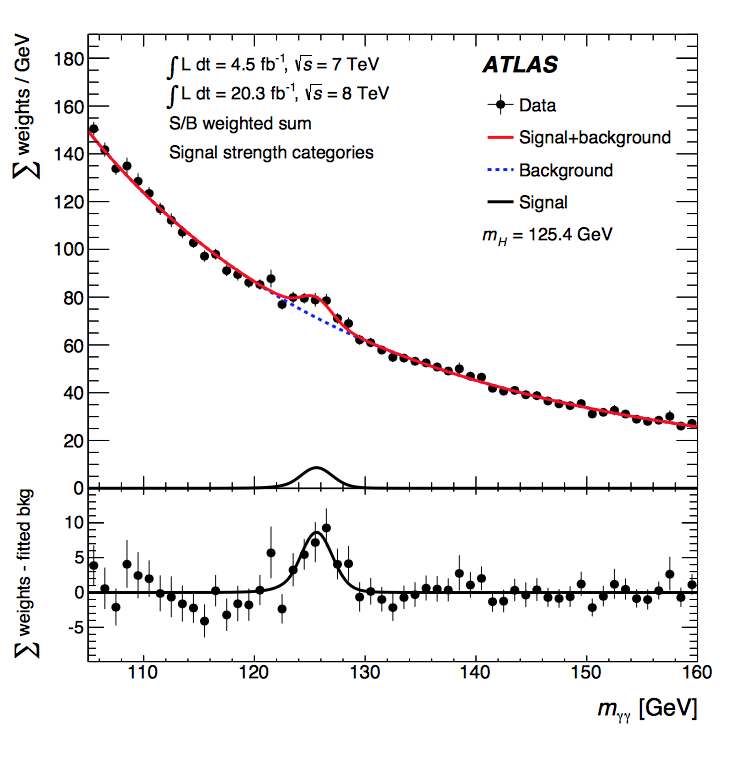 ∑ weights / GeV
180
160
140
120
100
80
60
40
20
0
∫ L dt = 4.5 fb⁻¹, √s = 7 TeV
∫ L dt = 20.3 fb⁻¹, √s = 8 TeV
S/B weighted sum
Signal strength categories
ATLAS
Data
Signal+background
Background
Signal
m_H = 125.4 GeV
∑ weights - fitted bkg
10
5
0
-5
110 120 130 140 150 160
m_γγ [GeV]